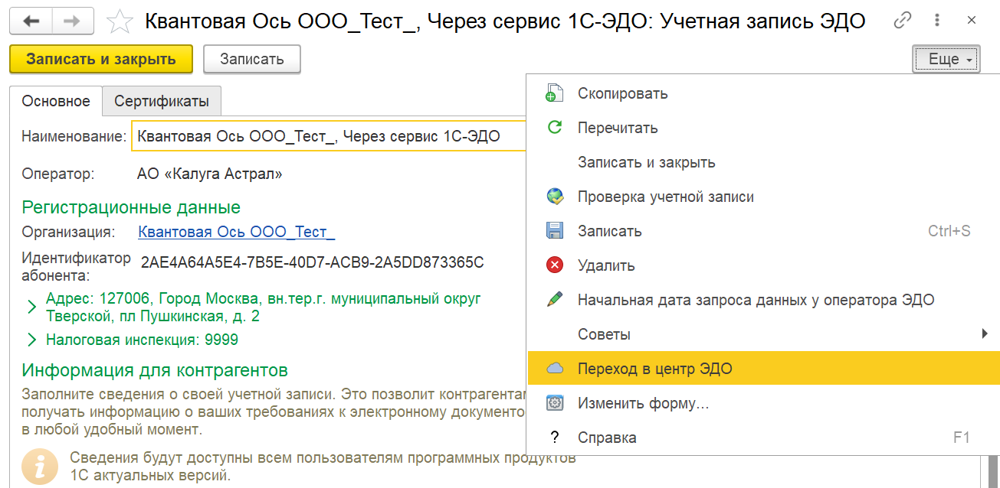 Квантовая Ось ООО_Тест_, Через сервис 1С-ЭДО: Учетная запись ЭДО
Записать и закрыть
Записать
Еще
Основное
Сертификаты
Наименование: Квантовая Ось ООО_Тест_, Через сервис 1С-ЭДО
Оператор: АО «Калуга Астрал»
Регистрационные данные
Организация: Квантовая Ось ООО_Тест_
Идентификатор
абонента:
2AE4A64A5E4-7B5E-40D7-ACB9-2A5DD873365C
Адрес: 127006, Город Москва, вн.тер.г. муниципальный округ
Тверской, пл Пушкинская, д. 2
Налоговая инспекция: 9999
Информация для контрагентов
Заполните сведения о своей учетной записи. Это позволит
получать информацию о ваших требованиях к электронному
в любой удобный момент.
Сведения будут доступны всем пользователям программных продуктов
1С актуальных версий.
Скопировать
Перечитать
Записать и закрыть
Проверка учетной записи
Записать Ctrl+S
Удалить
Начальная дата запроса данных у оператора ЭДО
Советы
Переход в центр ЭДО
Изменить форму...
? Справка F1